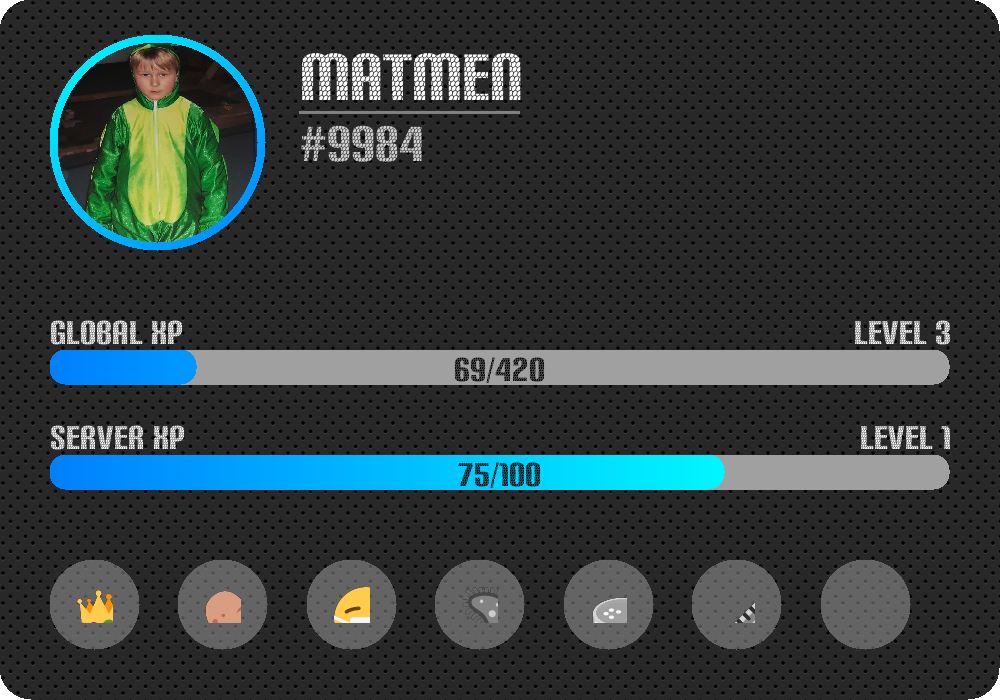 MATMEN
#9984
GLOBAL XP LEVEL 3
69/420
SERVER XP LEVEL 1
75/100